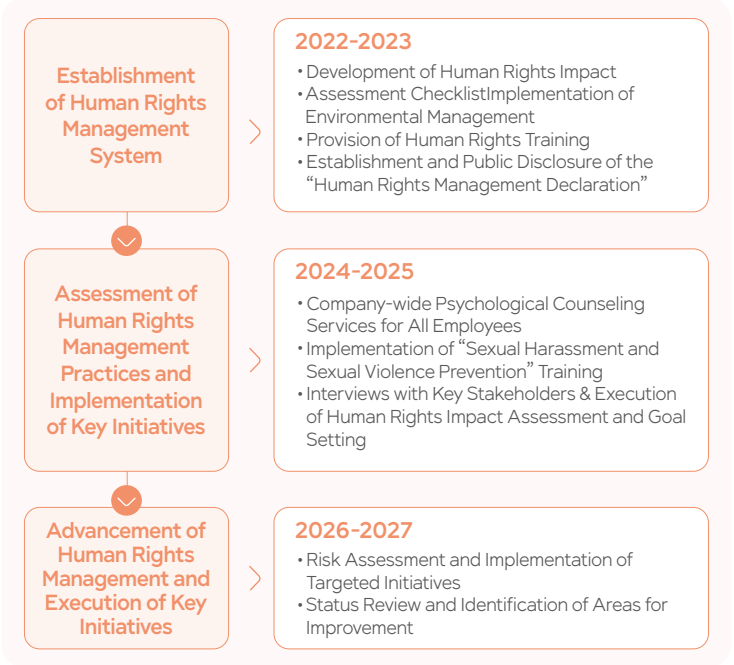 Establishment
of Human Rights
Management
System
2022-2023
• Development of Human Rights Impact
• Assessment ChecklistImplementation of
Environmental Management
• Provision of Human Rights Training
• Establishment and Public Disclosure of the
“Human Rights Management Declaration”
Assessment of
Human Rights
Management
Practices and
Implementation
of Key Initiatives
2024-2025
• Company-wide Psychological Counseling
Services for All Employees
• Implementation of “Sexual Harassment and
Sexual Violence Prevention” Training
• Interviews with Key Stakeholders & Execution
of Human Rights Impact Assessment and Goal
Setting
Advancement of
Human Rights
Management and
Execution of Key
Initiatives
2026-2027
• Risk Assessment and Implementation of
Targeted Initiatives
• Status Review and Identification of Areas for
Improvement